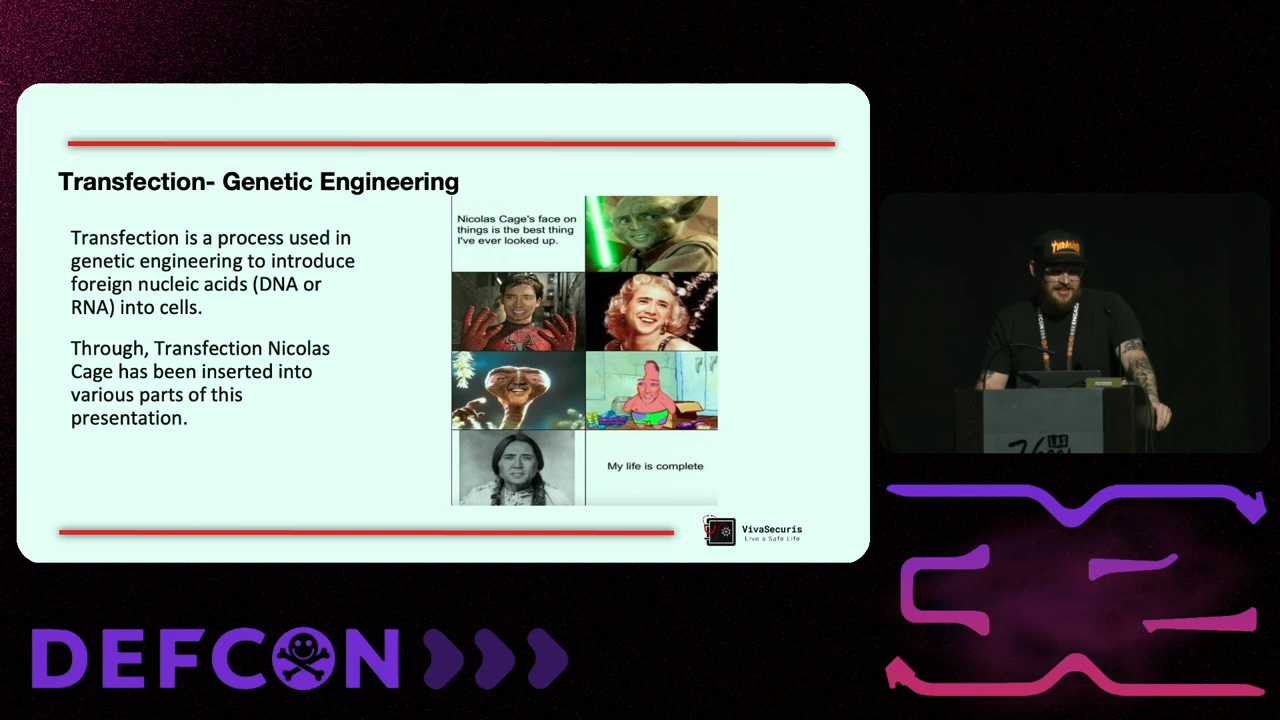 Transfection- Genetic Engineering
Transfection is a process used in
genetic engineering to introduce
foreign nucleic acids (DNA or
RNA) into cells.
Through, Transfection Nicolas
Cage has been inserted into
various parts of this
presentation.
Nicolas Cage's face on
things is the best thing
I've ever looked up.
My life is complete
VivaSecuris
Live a Safe Life
THRASHER
LAS
DEFCON